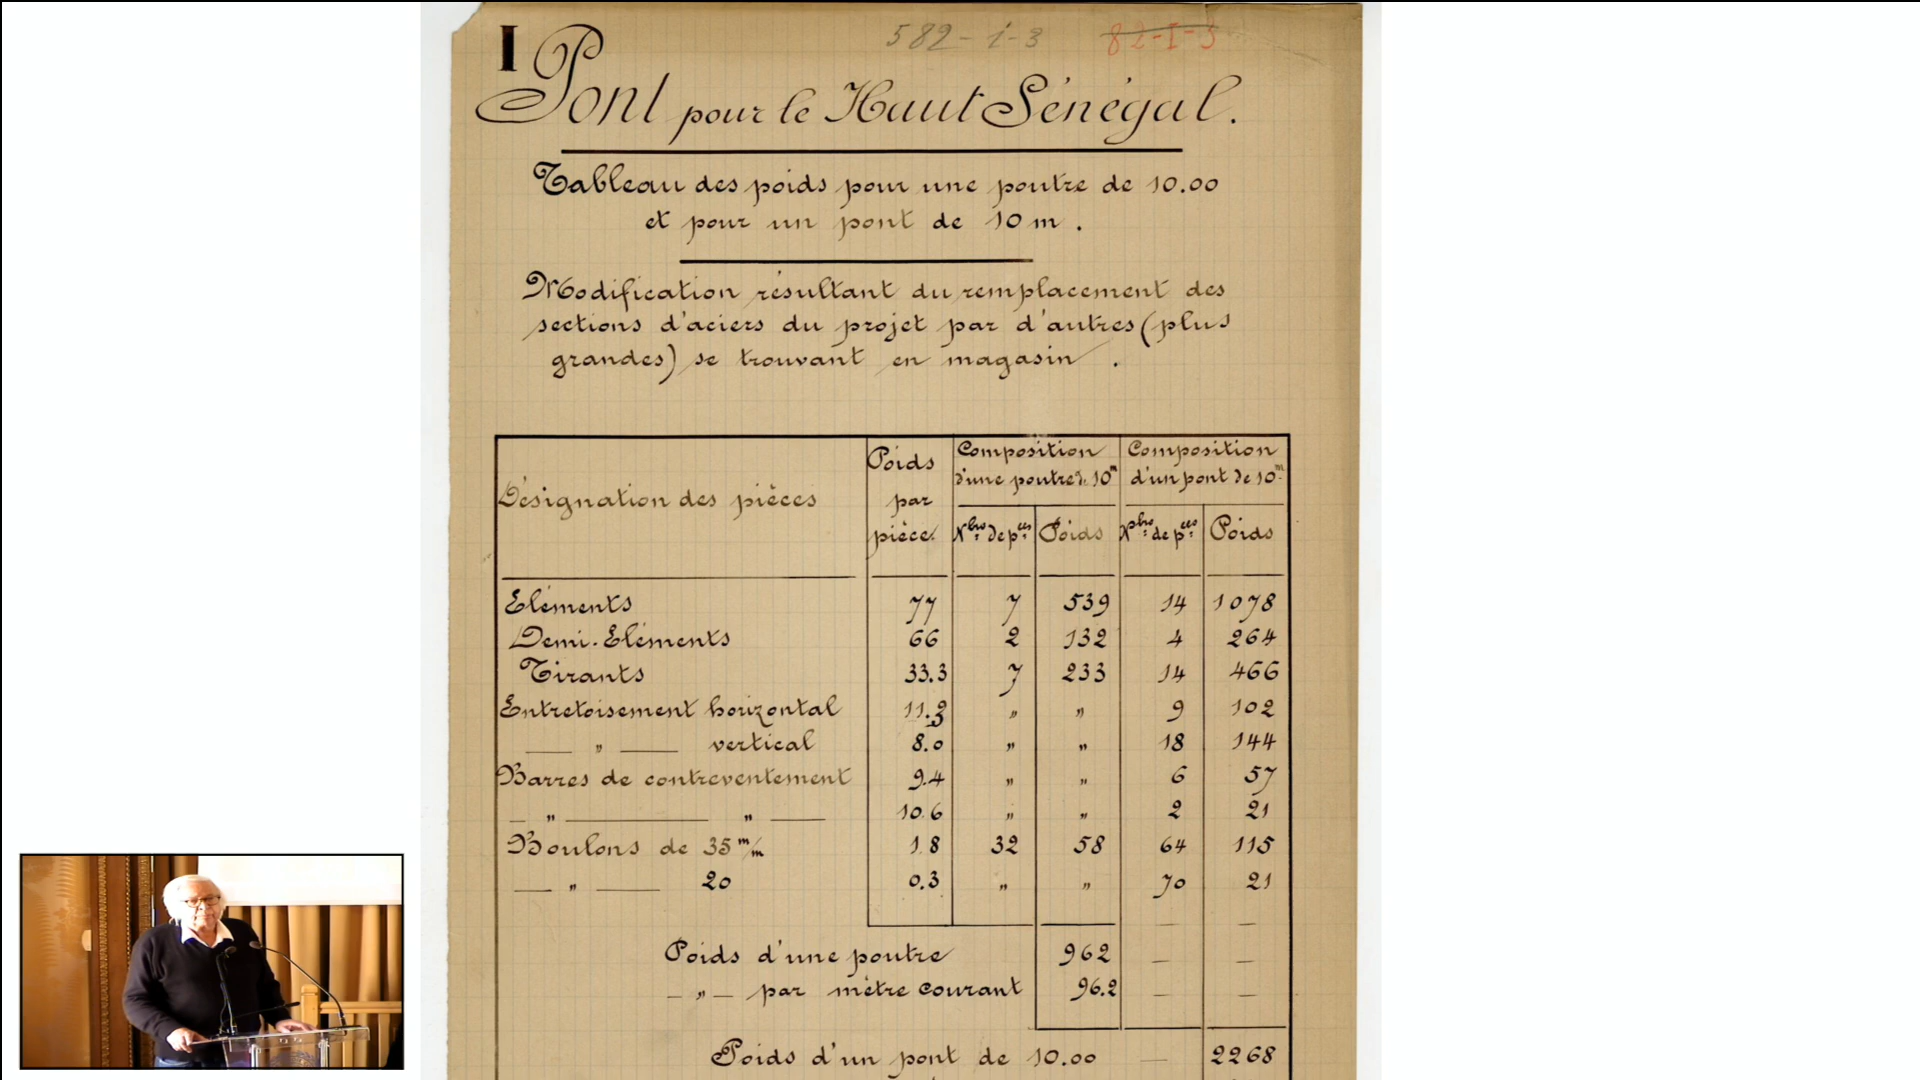 I
582-I-3 82-I-3
Pont pour le Haut Sénégal.
Tableau des poids pour une poutre de 10.00
et pour un pont de 10 m.
Modification résultant du remplacement des
sections d'aciers du projet par d'autres (plus
grandes) se trouvant en magasin.
Désignation des pièces Poids par pièce. Composition d'une poutre de 10m Composition d'un pont de 10m
Nbre de pces Poids Nbre de pces Poids
Eléments 77 7 539 14 1078
Demi-Eléments 66 2 132 4 264
Tirants 33.3 7 233 14 466
Entretoisement horizontal 11.3 " " 9 102
— " — vertical 8.0 " " 18 144
Barres de contreventement 9.4 " " 6 57
— " — " — 10.6 " " 2 21
Boulons de 35 m/m 1.8 32 58 64 115
— " — 20 0.3 " " 70 21
Poids d'une poutre 962 — —
— " — par mètre courant 96.2 — —
Poids d'un pont de 10.00 — 2268